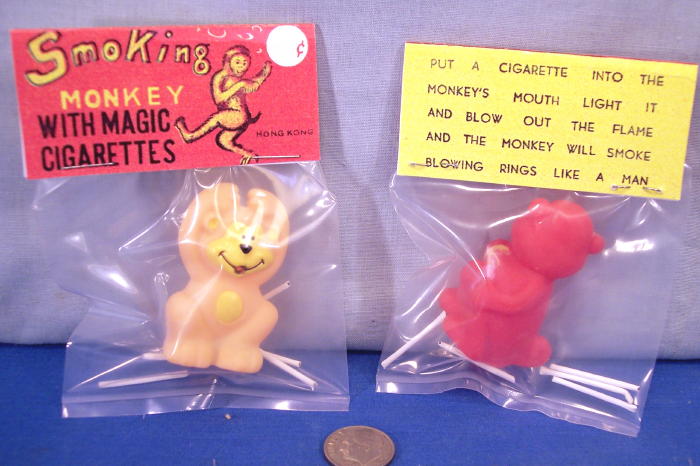 SmoKing
¢
MONKEY
WITH MAGIC
HONG KONG
CIGARETTES
PUT A CIGARETTE INTO THE
MONKEY'S MOUTH LIGHT IT
AND BLOW OUT THE FLAME
AND THE MONKEY WILL SMOKE
BLOWING RINGS LIKE A MAN